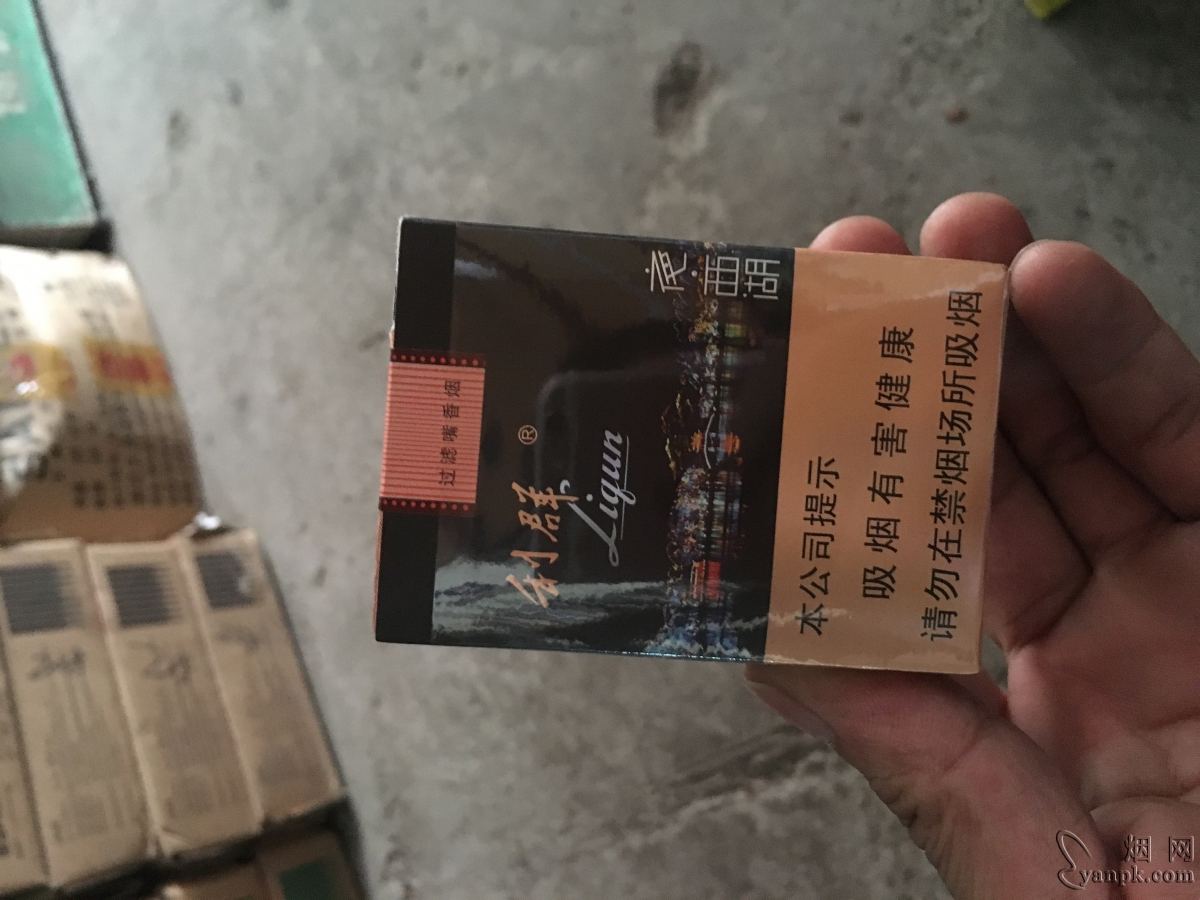 过滤嘴香烟
利群®
Liqun
夜·西湖
本公司提示
吸烟有害健康
请勿在禁烟场所吸烟
烟网
yanpk.com